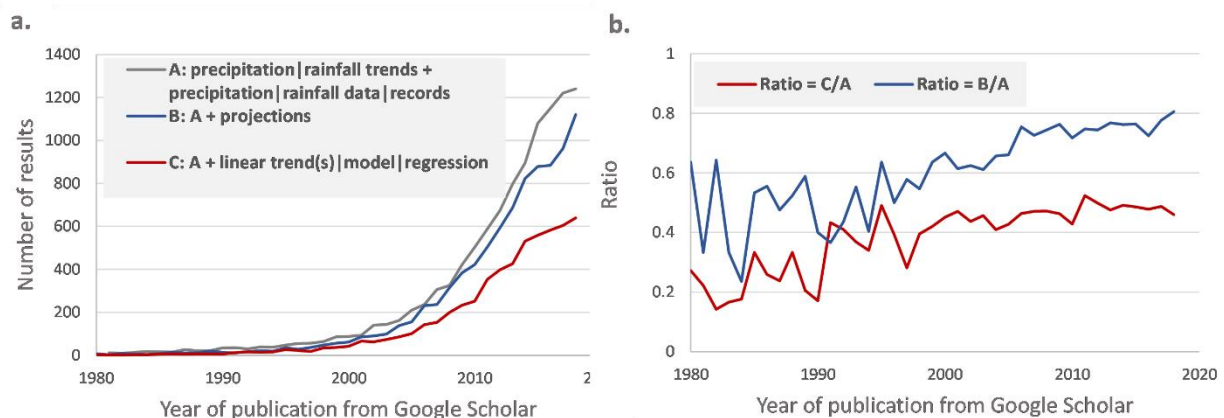 a.
1400
1200
1000
800
600
400
200
0
A: precipitation|rainfall trends +
precipitation|rainfall data|records
B: A + projections
C: A + linear trend(s)|model|regression
Number of results
1980
1990
2000
2010
2
Year of publication from Google Scholar
b.
1
0.8
0.6
0.4
0.2
0
Ratio = C/A
Ratio = B/A
Ratio
1980
1990
2000
2010
2020
Year of publication from Google Scholar